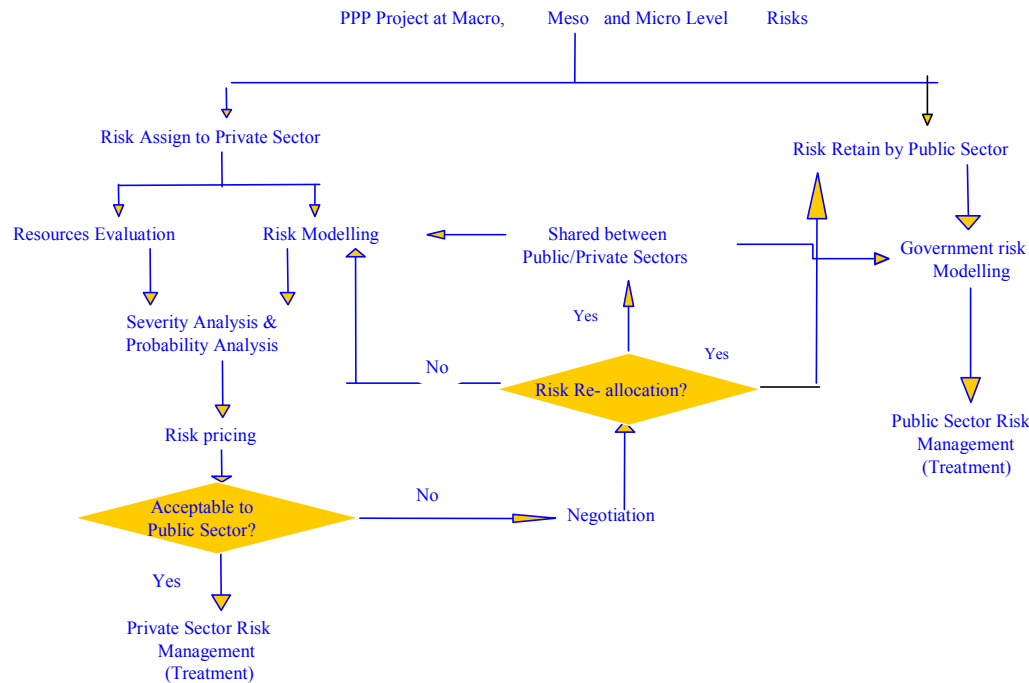 PPP Project at Macro, Meso and Micro Level Risks
Risk Assign to Private Sector
Risk Retain by Public Sector
Resources Evaluation
Risk Modelling
Shared between
Public/Private Sectors
Government risk
Modelling
Severity Analysis &
Probability Analysis
Yes
Yes
No
Risk Re- allocation?
Risk pricing
Public Sector Risk
Management
(Treatment)
Acceptable to
Public Sector?
No
Negotiation
Yes
Private Sector Risk
Management
(Treatment)